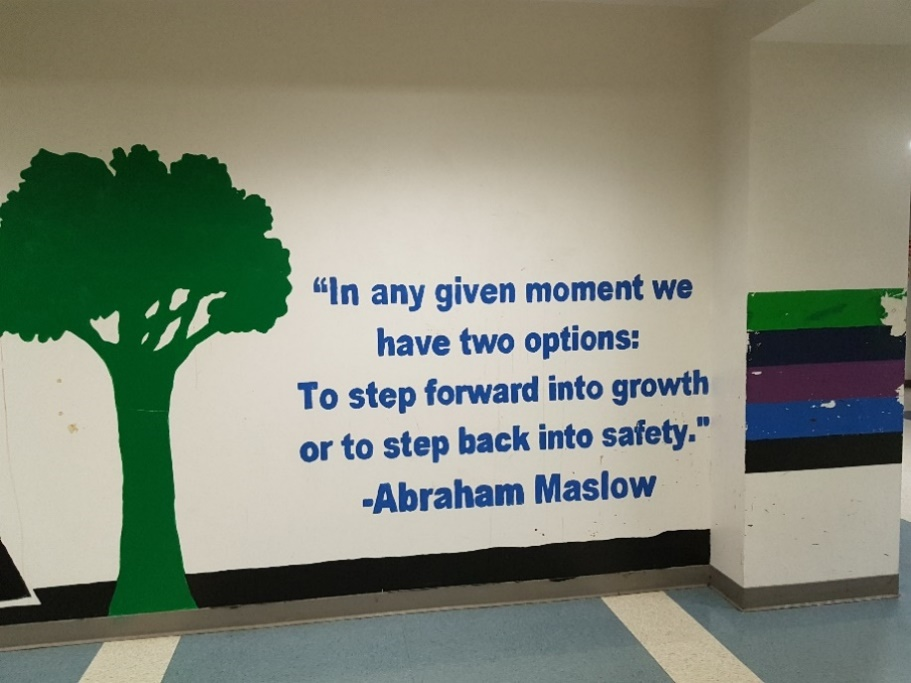 “In any given moment we
have two options:
To step forward into growth
or to step back into safety."
-Abraham Maslow